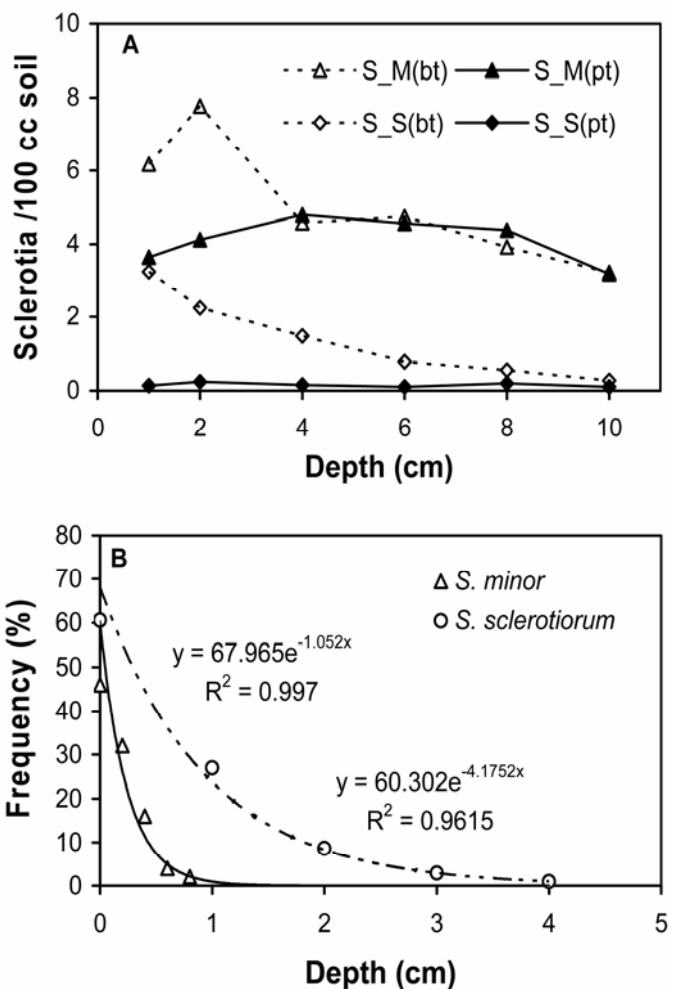 A
S_M(bt) S_M(pt)
S_S(bt) S_S(pt)
10
8
6
4
2
0
Sclerotia /100 cc soil
0 2 4 6 8 10
Depth (cm)
B
S. minor
S. sclerotiorum
80
70
60
50
40
30
20
10
0
Frequency (%)
y = 67.965e^-1.052x
R² = 0.997
y = 60.302e^-4.1752x
R² = 0.9615
0 1 2 3 4 5
Depth (cm)